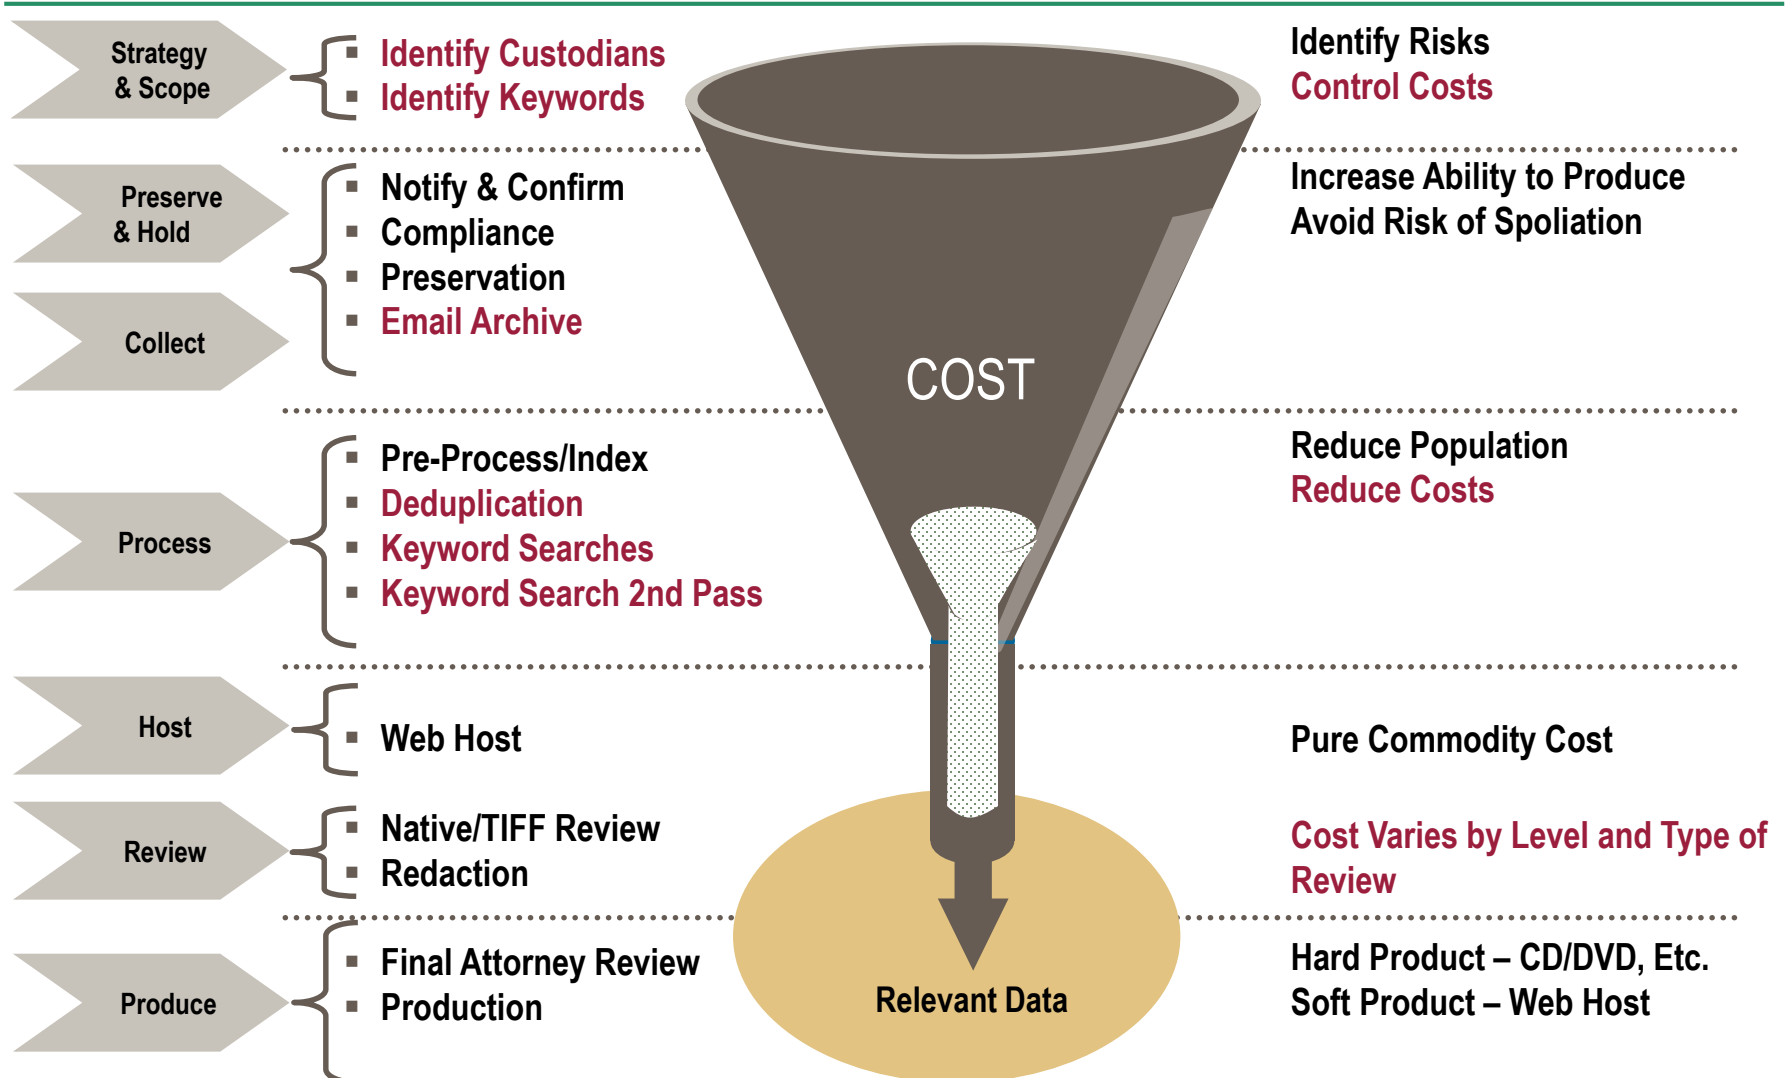 Strategy
& Scope
Identify Custodians
Identify Keywords
Identify Risks
Control Costs
Preserve
& Hold
Collect
Notify & Confirm
Compliance
Preservation
Email Archive
Increase Ability to Produce
Avoid Risk of Spoliation
COST
Process
Pre-Process/Index
Deduplication
Keyword Searches
Keyword Search 2nd Pass
Reduce Population
Reduce Costs
Host
Web Host
Pure Commodity Cost
Review
Native/TIFF Review
Redaction
Cost Varies by Level and Type of
Review
Produce
Final Attorney Review
Production
Relevant Data
Hard Product – CD/DVD, Etc.
Soft Product – Web Host